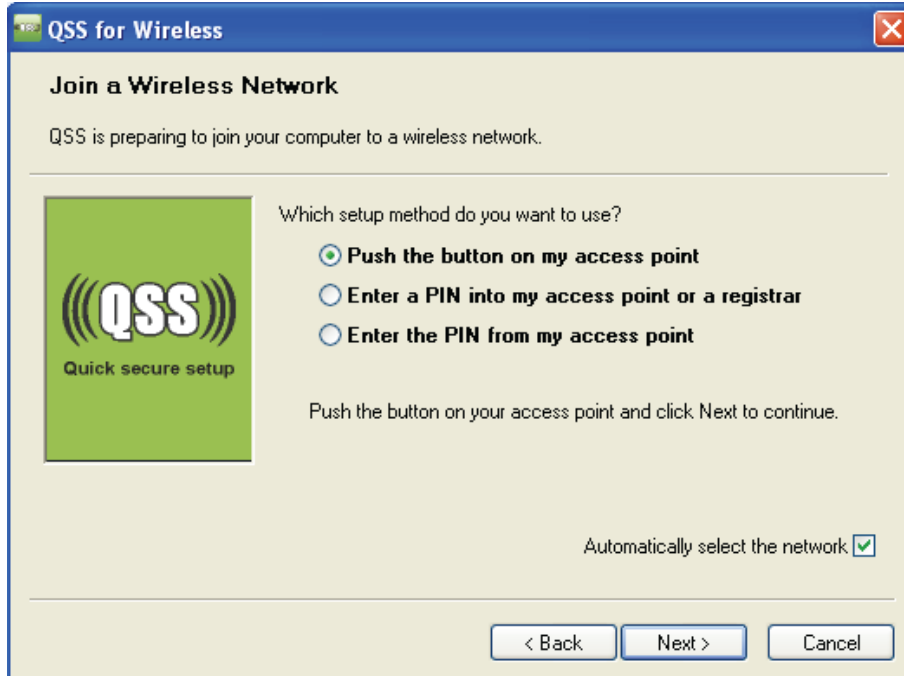 QSS for Wireless
Join a Wireless Network
QSS is preparing to join your computer to a wireless network.
Which setup method do you want to use?
Push the button on my access point
Enter a PIN into my access point or a registrar
Enter the PIN from my access point
(((QSS)))
Quick secure setup
Push the button on your access point and click Next to continue.
Automatically select the network
< Back
Next >
Cancel